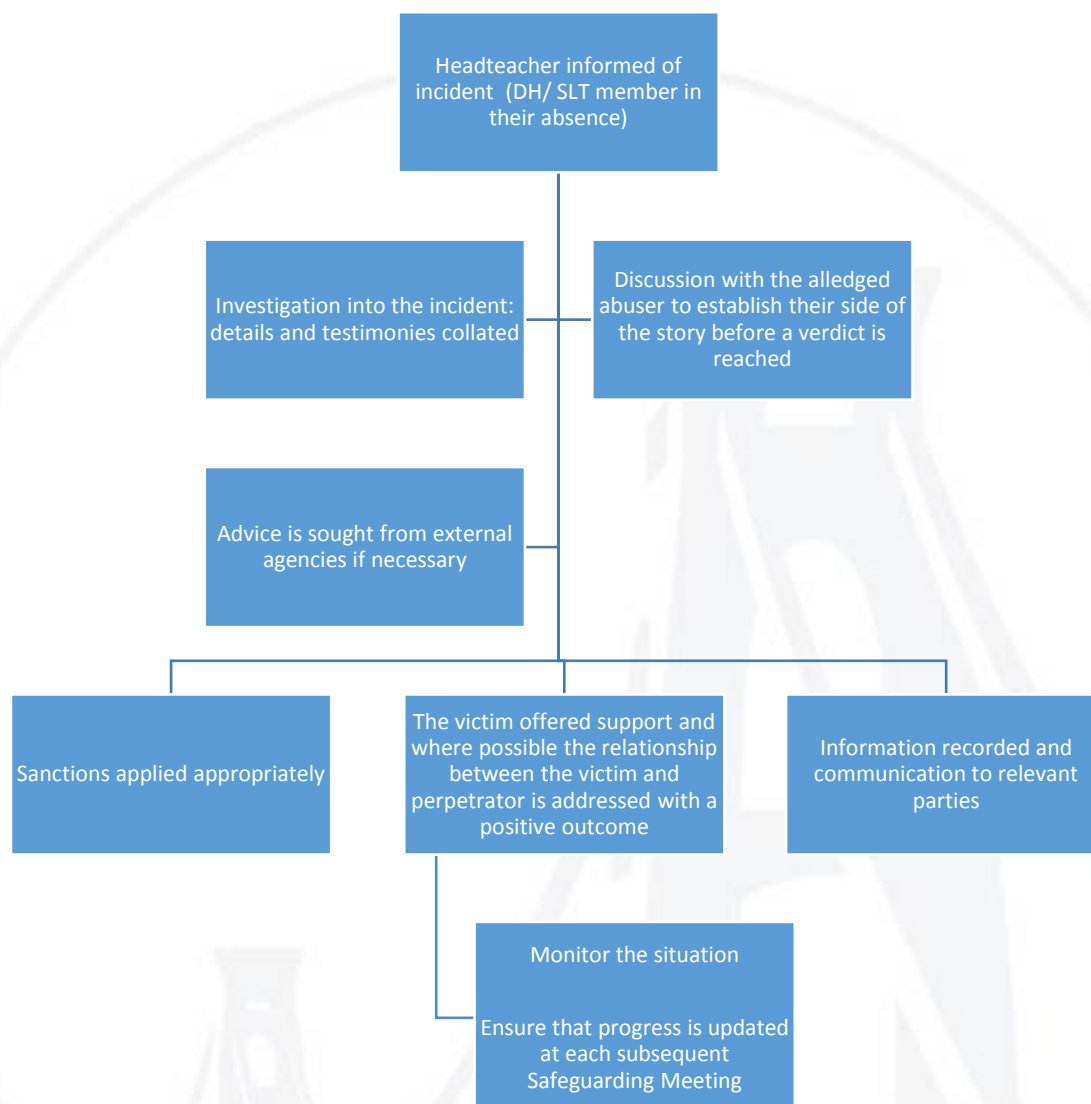 Headteacher informed of
incident  (DH/ SLT member in
their absence)
Investigation into the incident:
details and testimonies collated
Discussion with the alledged
abuser to establish their side of
the story before a verdict is
reached
Advice is sought from external
agencies if necessary
Sanctions applied appropriately
The victim offered support and
where possible the relationship
between the victim and
perpetrator is addressed with a
positive outcome
Information recorded and
communication to relevant
parties
Monitor the situation
Ensure that progress is updated
at each subsequent
Safeguarding Meeting